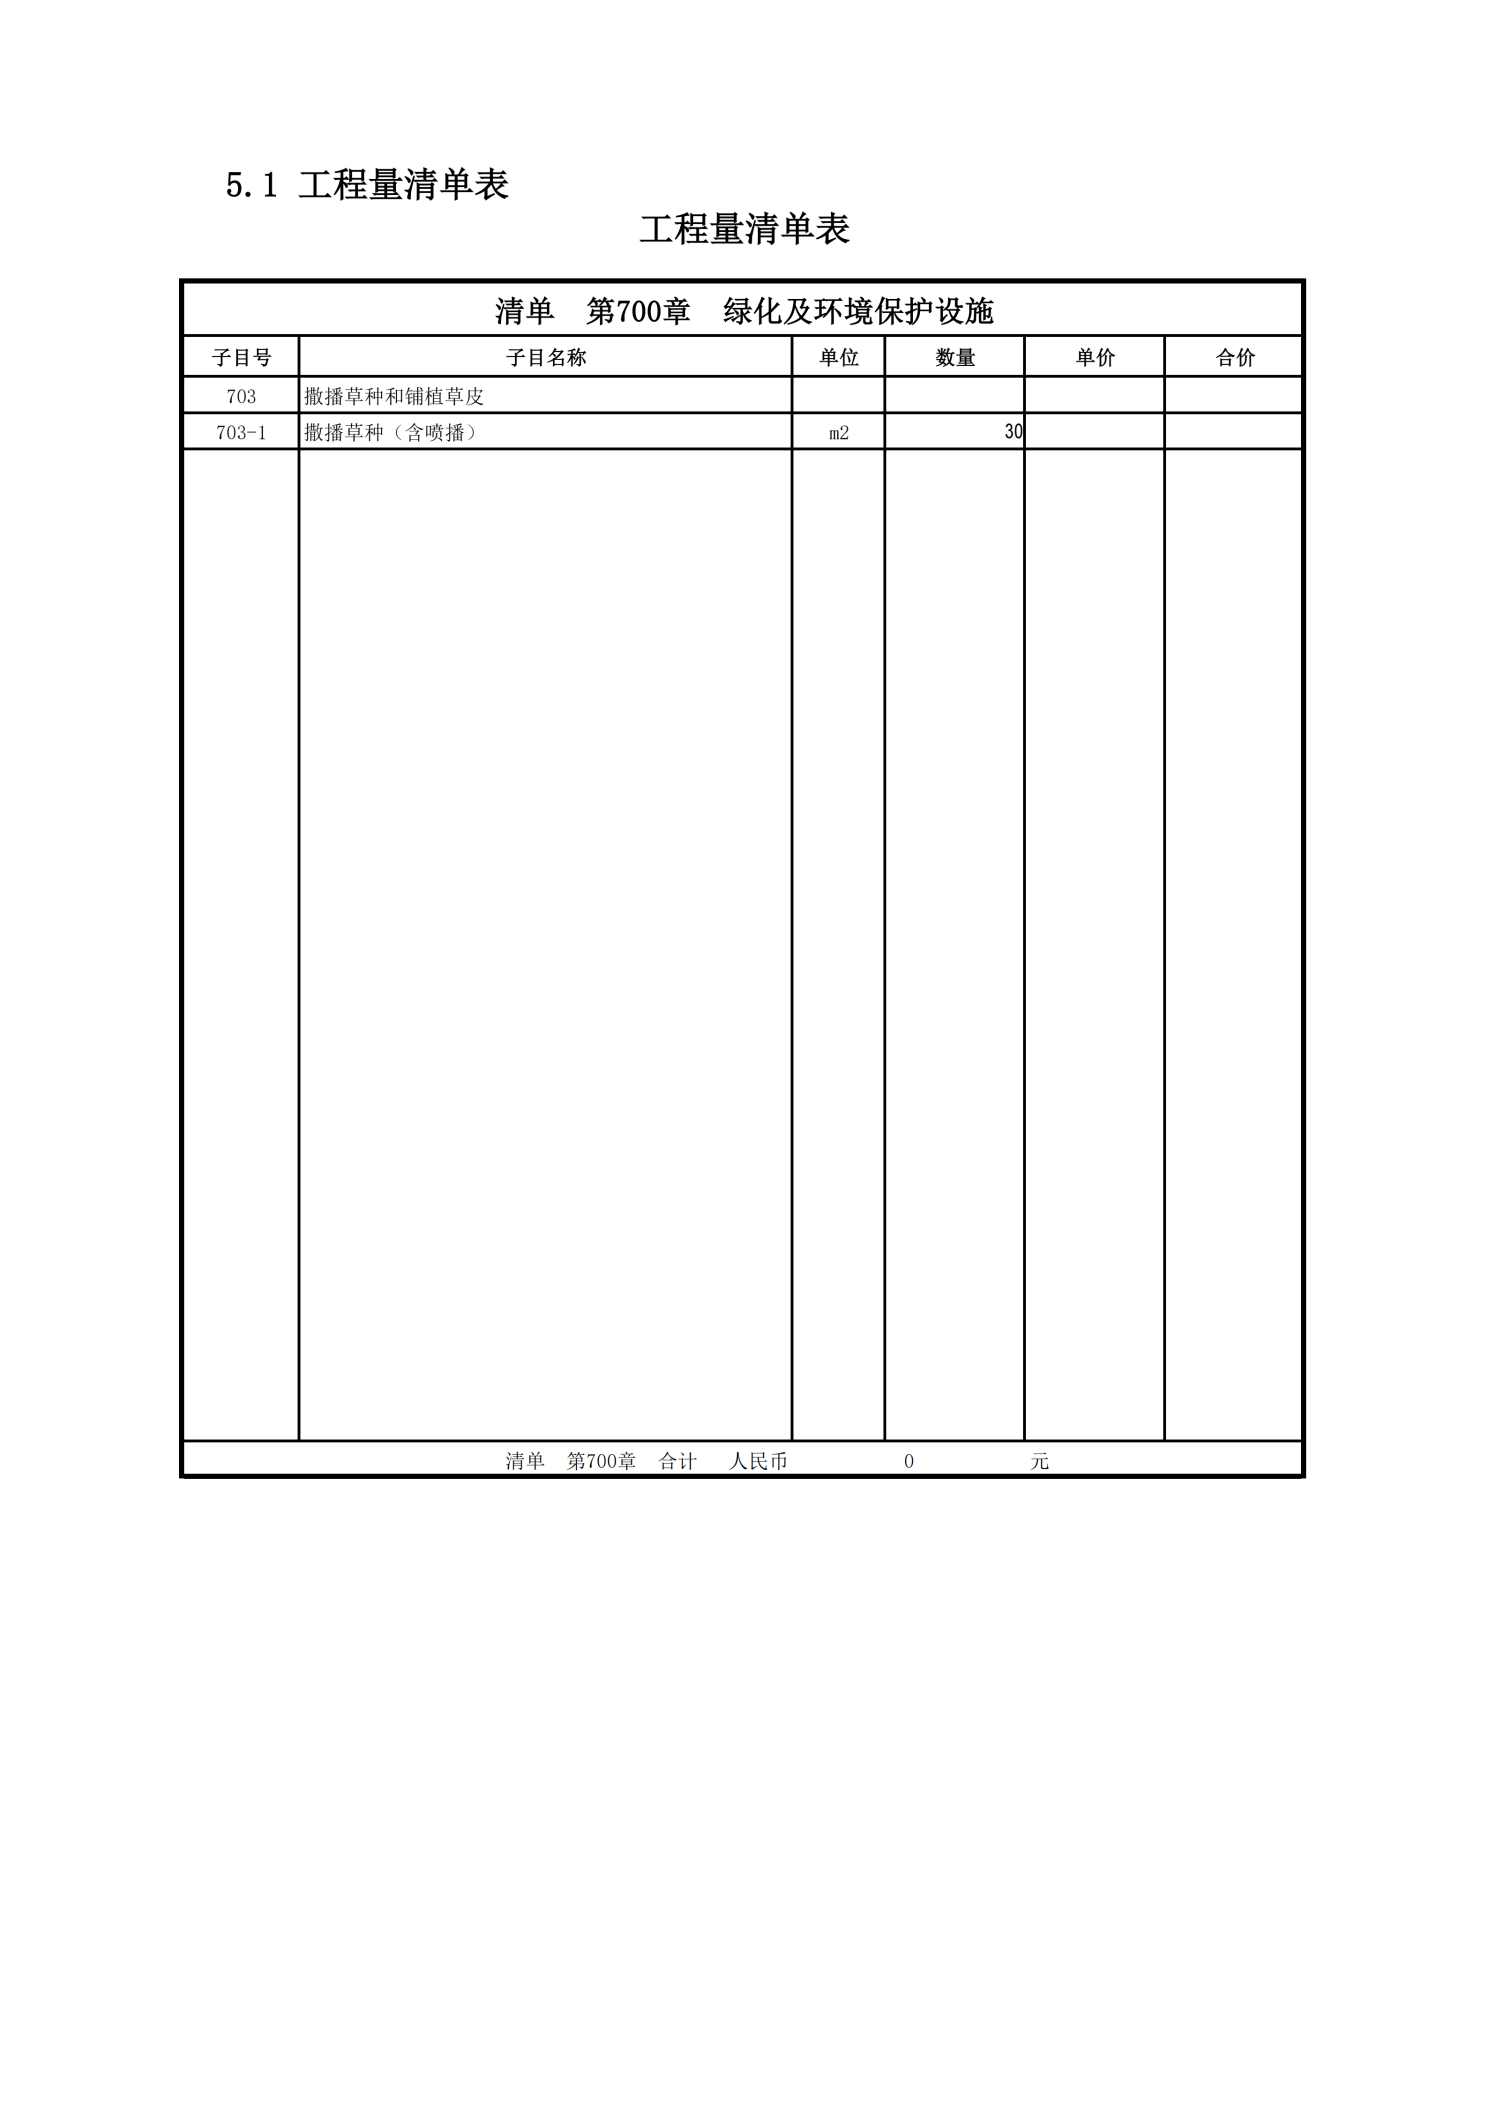 5.1 工程量清单表
工程量清单表
清单 第700章 绿化及环境保护设施
子目号 子目名称 单位 数量 单价 合价
703 撒播草种和铺植草皮
703-1 撒播草种（含喷播） m2 30
清单 第700章 合计 人民币 0 元